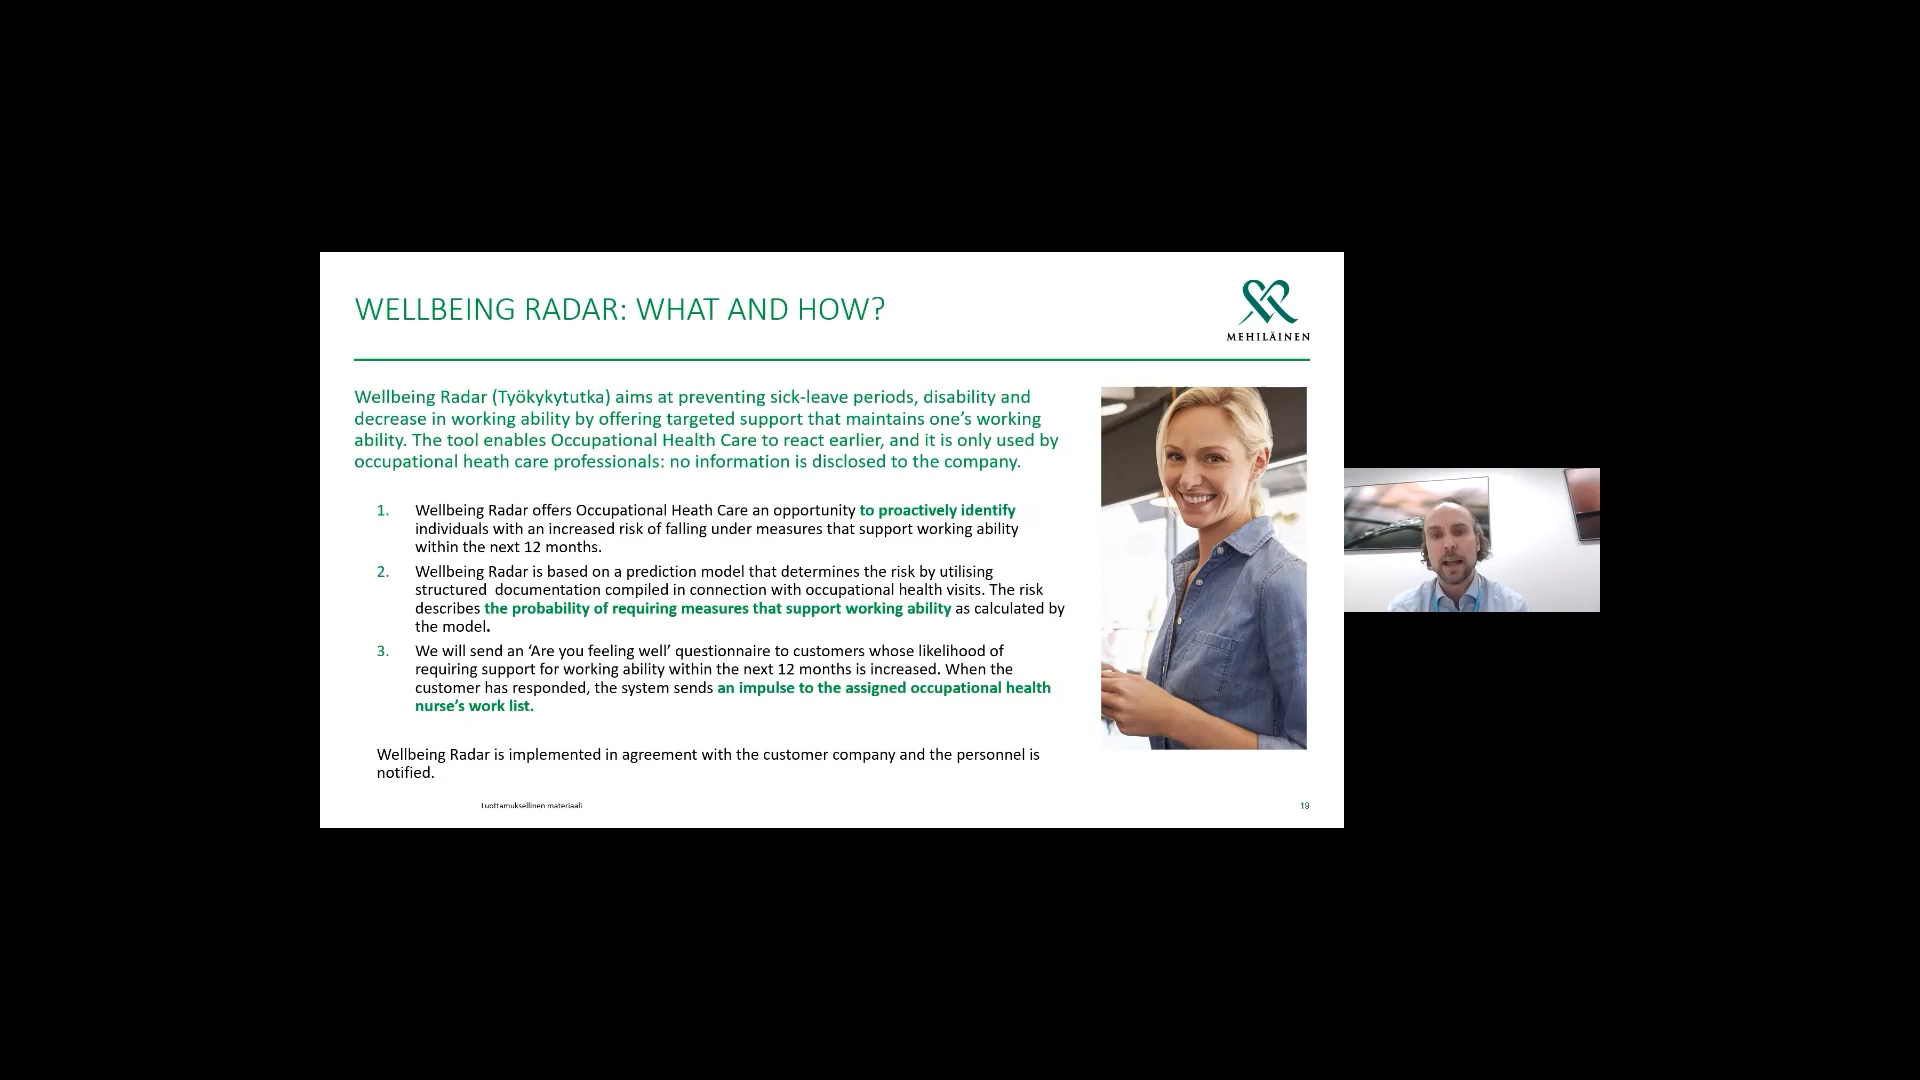 WELLBEING RADAR: WHAT AND HOW?
MEHILÄINEN
Wellbeing Radar (Työkykytutka) aims at preventing sick-leave periods, disability and
decrease in working ability by offering targeted support that maintains one’s working
ability. The tool enables Occupational Health Care to react earlier, and it is only used by
occupational heath care professionals: no information is disclosed to the company.
1. Wellbeing Radar offers Occupational Heath Care an opportunity to proactively identify
individuals with an increased risk of falling under measures that support working ability
within the next 12 months.
2. Wellbeing Radar is based on a prediction model that determines the risk by utilising
structured documentation compiled in connection with occupational health visits. The risk
describes the probability of requiring measures that support working ability as calculated by
the model.
3. We will send an ‘Are you feeling well’ questionnaire to customers whose likelihood of
requiring support for working ability within the next 12 months is increased. When the
customer has responded, the system sends an impulse to the assigned occupational health
nurse’s work list.
Wellbeing Radar is implemented in agreement with the customer company and the personnel is
notified.
Luottamuksellinen materiaali
19